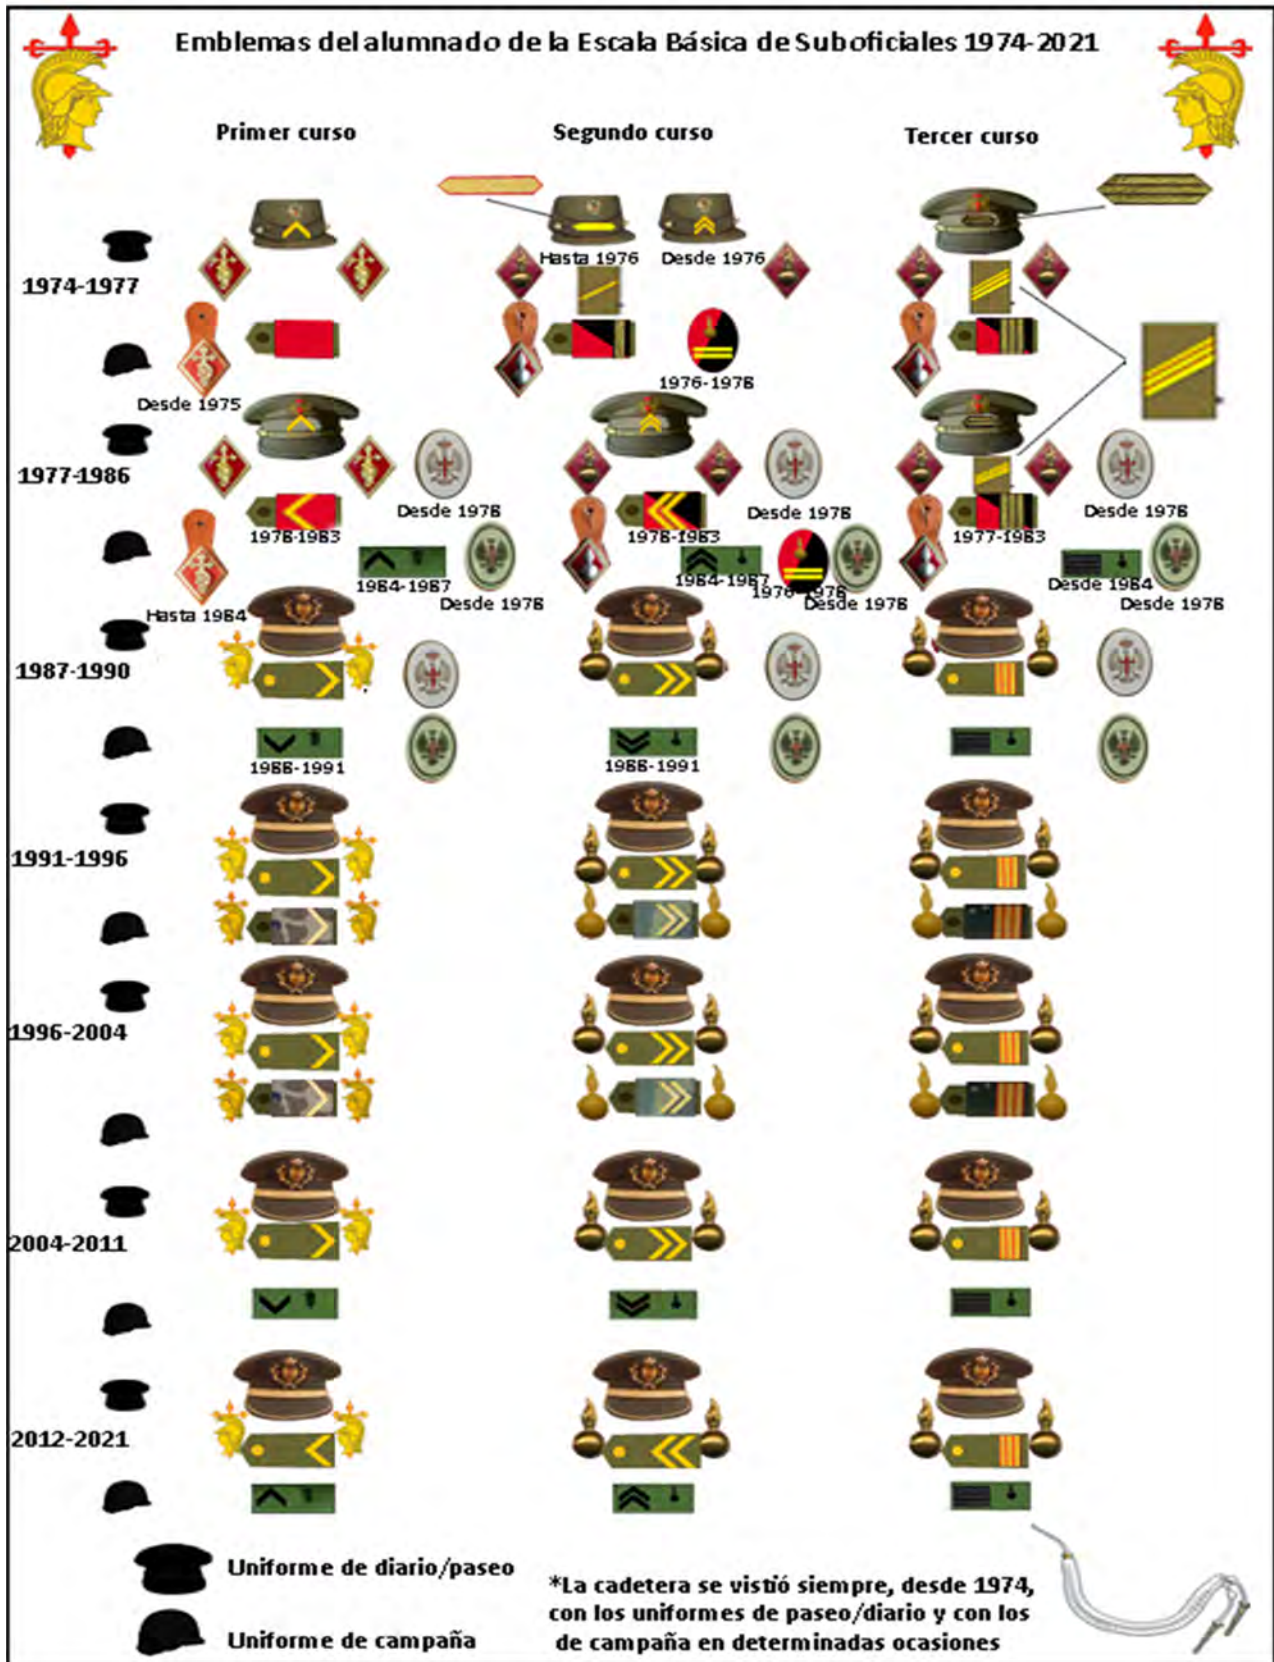 Emblemas del alumnado de la Escala Básica de Suboficiales 1974-2021
Primer curso
Segundo curso
Tercer curso
Hasta 1976
Desde 1976
1974-1977
1976-1978
Desde 1975
1977-1986
Desde 1978
Desde 1978
Desde 1978
1978-1983
1978-1983
1977-1983
1984-1987
1984-1987
1976-1978
Desde 1984
Hasta 1984
Desde 1978
Desde 1978
Desde 1978
1987-1990
1988-1991
1988-1991
1991-1996
1996-2004
2004-2011
2012-2021
Uniforme de diario/paseo
*La cadetera se vistió siempre, desde 1974,
con los uniformes de paseo/diario y con los
de campaña en determinadas ocasiones
Uniforme de campaña